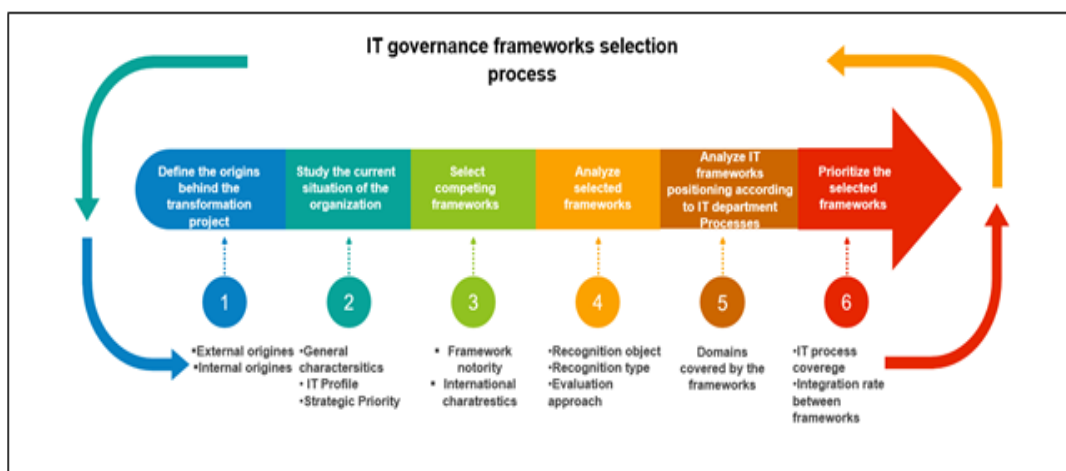 IT governance frameworks selection
process
Define the origins
behind the
transformation
project
Study the current
situation of the
organization
Select
competing
frameworks
Analyze
selected
frameworks
Analyze IT
frameworks
positioning according
to IT department
Processes
Prioritize the
selected
frameworks
1
2
3
4
5
6
▪External origines
▪Internal origines
•General
charactersitics
• IT Profile
•Strategic Priority
▪ Framework
notority
▪ International
charatrestics
•Recognition object
•Recognition type
•Evaluation
approach
Domains
covered by the
frameworks
•IT process
coverege
•Integration rate
between
frameworks